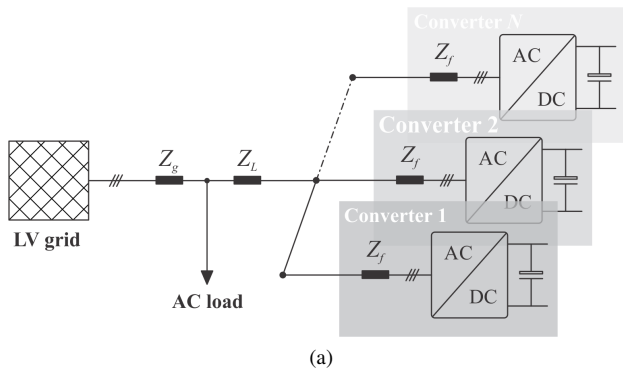 Converter N
Z_f
AC
DC
Converter 2
Z_g
Z_L
Z_f
AC
DC
LV grid
Converter 1
Z_f
AC
DC
AC load
(a)